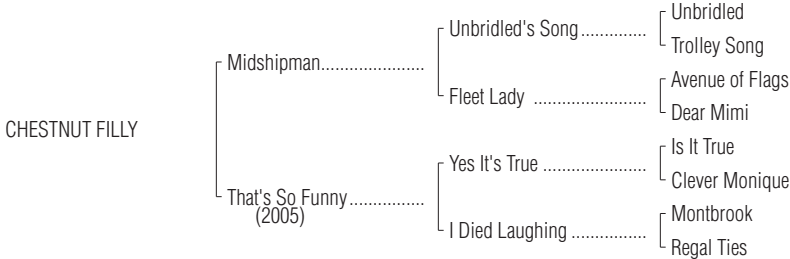 Unbridled
Unbridled's Song..............
Trolley Song
Midshipman......................
Avenue of Flags
Fleet Lady ........................
Dear Mimi
CHESTNUT FILLY
Is It True
Yes It's True ......................
Clever Monique
That's So Funny................
(2005)
Montbrook
I Died Laughing ................
Regal Ties